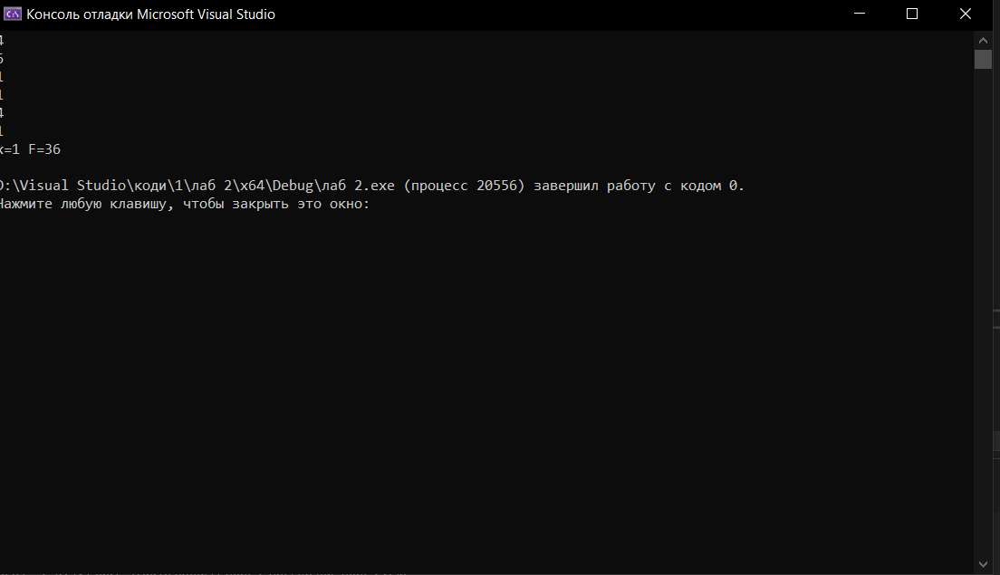 Консоль отладки Microsoft Visual Studio
4
5
1
1
4
1
x=1 F=36
D:\Visual Studio\коди\1\лаб 2\x64\Debug\лаб 2.exe (процесс 20556) завершил работу с кодом 0.
Нажмите любую клавишу, чтобы закрыть это окно: